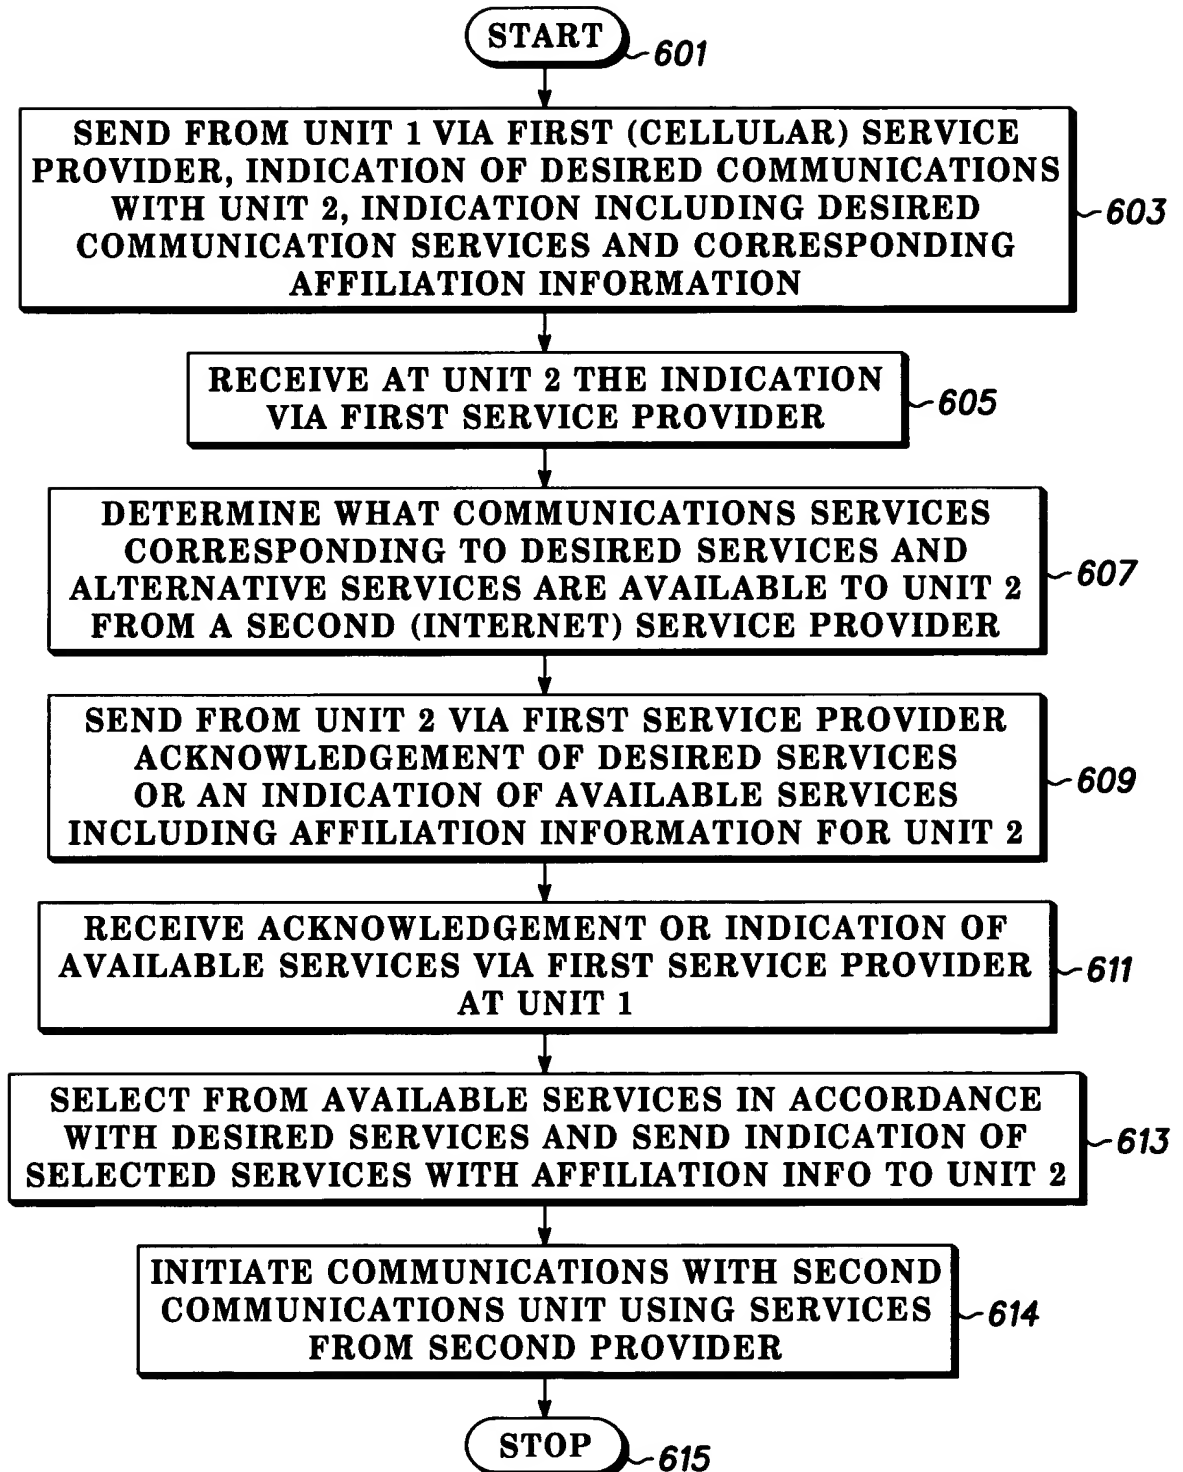 START
601
SEND FROM UNIT 1 VIA FIRST (CELLULAR) SERVICE
PROVIDER, INDICATION OF DESIRED COMMUNICATIONS
WITH UNIT 2, INDICATION INCLUDING DESIRED
COMMUNICATION SERVICES AND CORRESPONDING
AFFILIATION INFORMATION
603
RECEIVE AT UNIT 2 THE INDICATION
VIA FIRST SERVICE PROVIDER
605
DETERMINE WHAT COMMUNICATIONS SERVICES
CORRESPONDING TO DESIRED SERVICES AND
ALTERNATIVE SERVICES ARE AVAILABLE TO UNIT 2
FROM A SECOND (INTERNET) SERVICE PROVIDER
607
SEND FROM UNIT 2 VIA FIRST SERVICE PROVIDER
ACKNOWLEDGEMENT OF DESIRED SERVICES
OR AN INDICATION OF AVAILABLE SERVICES
INCLUDING AFFILIATION INFORMATION FOR UNIT 2
609
RECEIVE ACKNOWLEDGEMENT OR INDICATION OF
AVAILABLE SERVICES VIA FIRST SERVICE PROVIDER
AT UNIT 1
611
SELECT FROM AVAILABLE SERVICES IN ACCORDANCE
WITH DESIRED SERVICES AND SEND INDICATION OF
SELECTED SERVICES WITH AFFILIATION INFO TO UNIT 2
613
INITIATE COMMUNICATIONS WITH SECOND
COMMUNICATIONS UNIT USING SERVICES
FROM SECOND PROVIDER
614
STOP
615